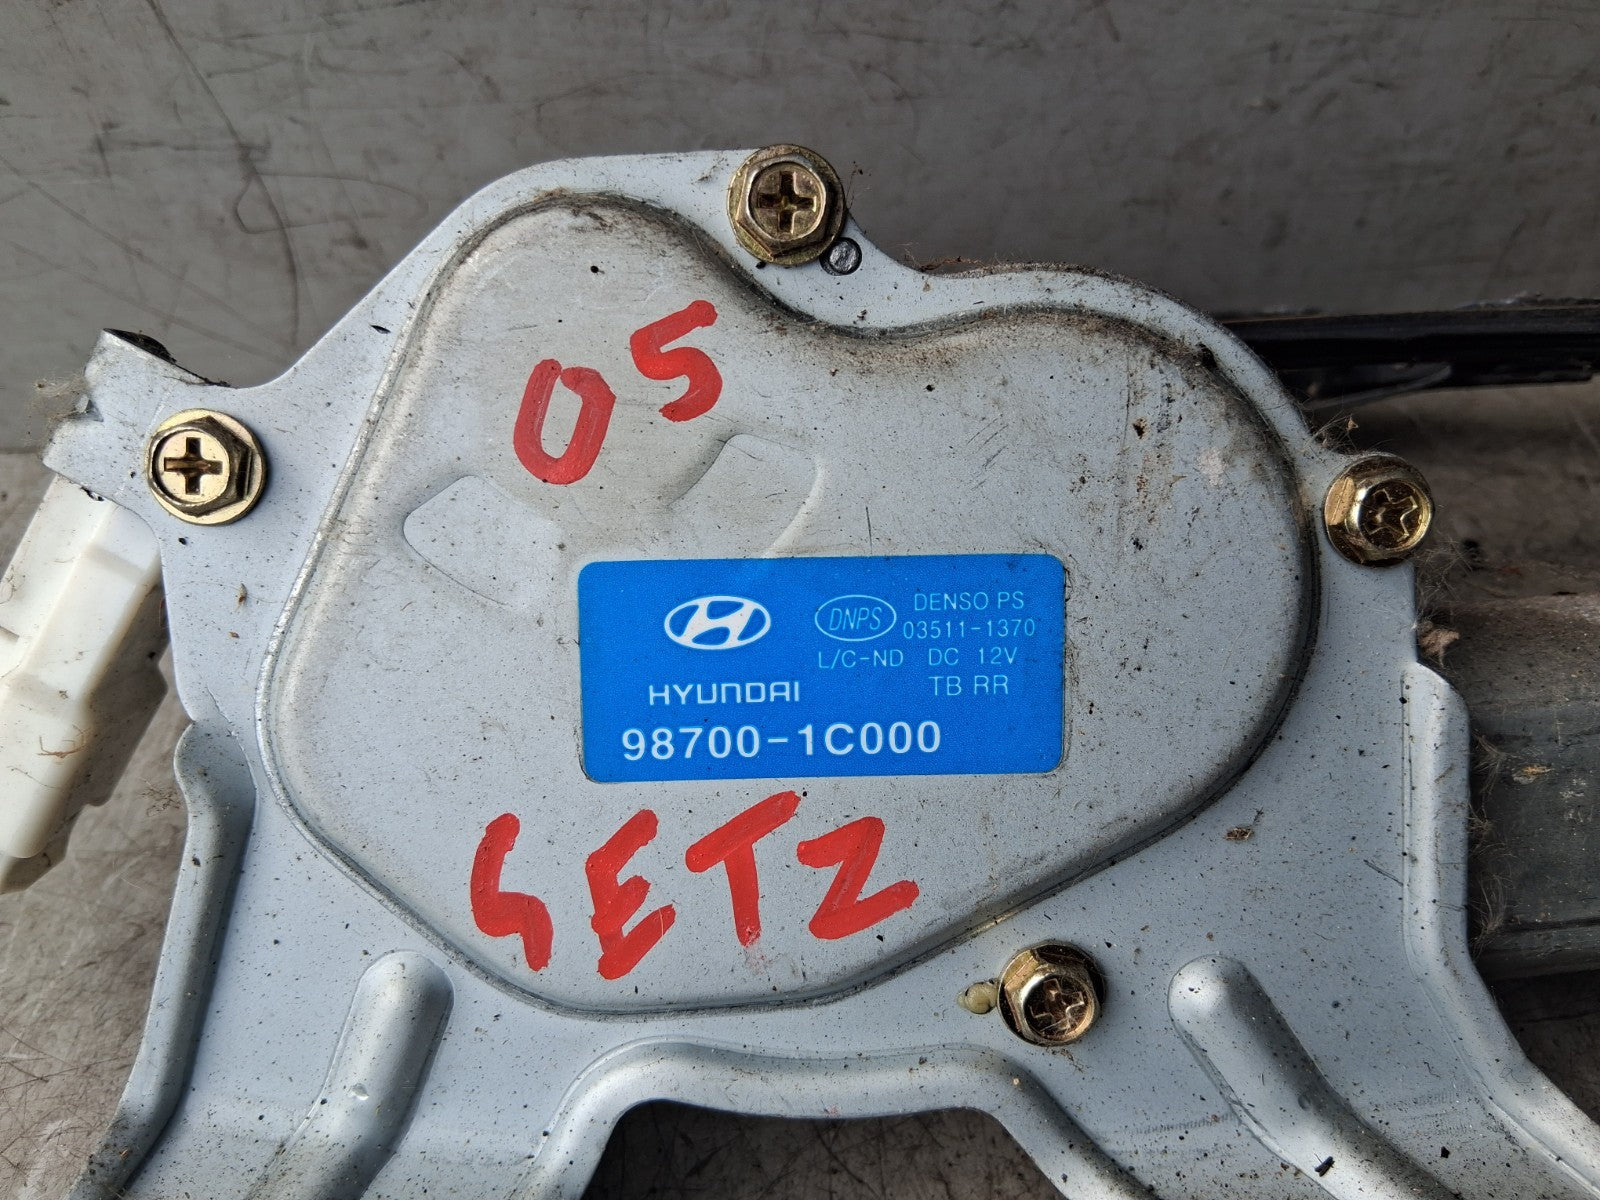 05
DNPS DENSO PS
03511-1370
L/C-ND DC 12V
HYUNDAI TB RR
98700-1C000
GETZ